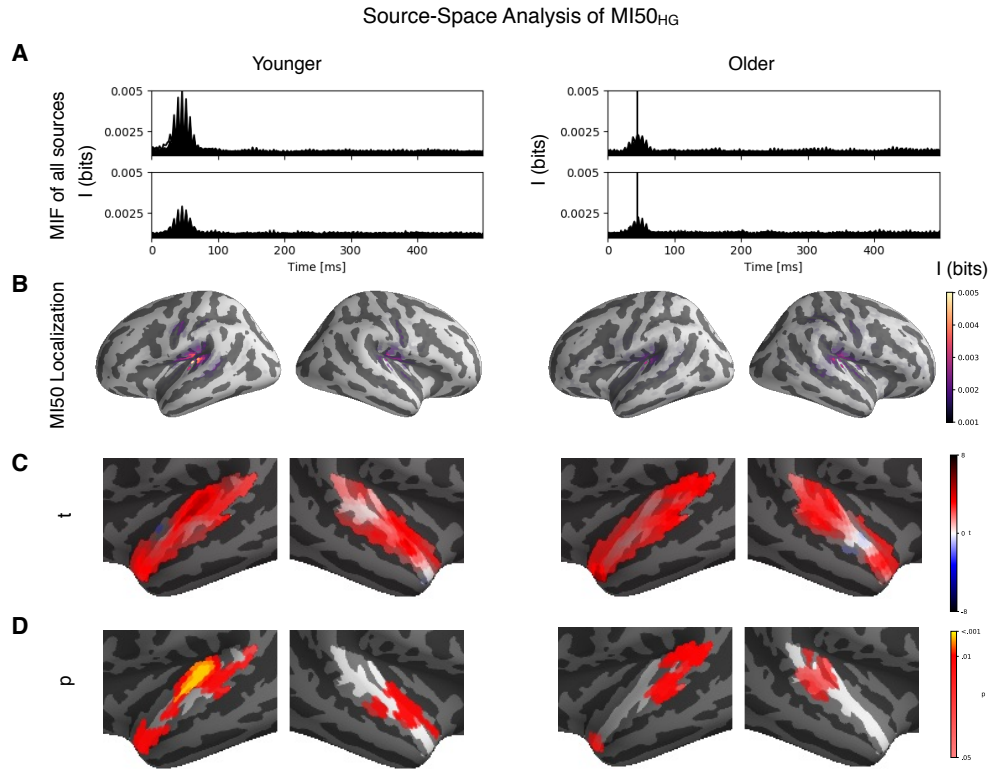 Source-Space Analysis of MI50HG
A
Younger
Older
MIF of all sources
I (bits)
0.005
0.0025
0.005
0.0025
0 100 200 300 400
Time [ms]
I (bits)
0.005
0.0025
0.005
0.0025
0 100 200 300 400
Time [ms]
B
MI50 Localization
I (bits)
0.005
0.004
0.003
0.002
0.001
C
t
8
0 t
-8
D
p
<.001
.01
p
.05